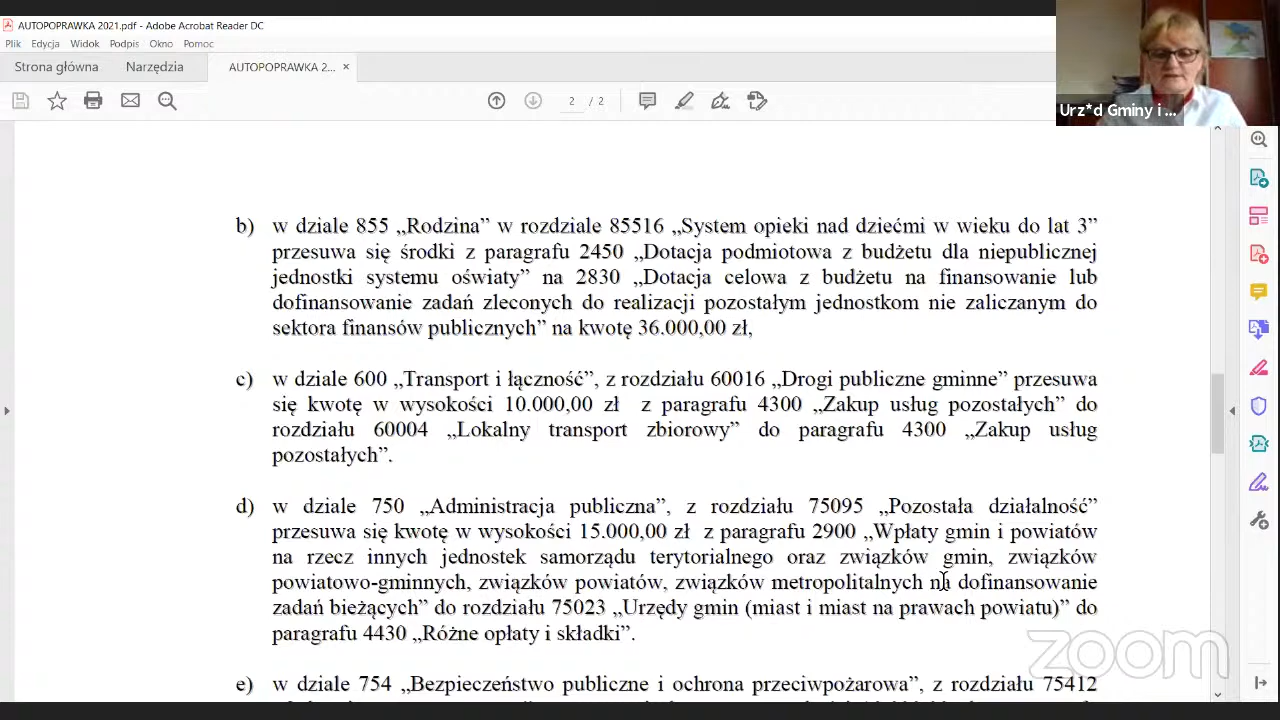 AUTOPOPRAWKA 2021.pdf - Adobe Acrobat Reader DC
Plik Edycja Widok Podpis Okno Pomoc
Strona główna Narzędzia AUTOPOPRAWKA 2... ×
2 / 2
Urz*d Gminy i ...
b) w dziale 855 „Rodzina” w rozdziale 85516 „System opieki nad dziećmi w wieku do lat 3”
przesuwa się środki z paragrafu 2450 „Dotacja podmiotowa z budżetu dla niepublicznej
jednostki systemu oświaty” na 2830 „Dotacja celowa z budżetu na finansowanie lub
dofinansowanie zadań zleconych do realizacji pozostałym jednostkom nie zaliczanym do
sektora finansów publicznych” na kwotę 36.000,00 zł,
c) w dziale 600 „Transport i łączność”, z rozdziału 60016 „Drogi publiczne gminne” przesuwa
się kwotę w wysokości 10.000,00 zł z paragrafu 4300 „Zakup usług pozostałych” do
rozdziału 60004 „Lokalny transport zbiorowy” do paragrafu 4300 „Zakup usług
pozostałych”.
d) w dziale 750 „Administracja publiczna”, z rozdziału 75095 „Pozostała działalność”
przesuwa się kwotę w wysokości 15.000,00 zł z paragrafu 2900 „Wpłaty gmin i powiatów
na rzecz innych jednostek samorządu terytorialnego oraz związków gmin, związków
powiatowo-gminnych, związków powiatów, związków metropolitalnych na dofinansowanie
zadań bieżących” do rozdziału 75023 „Urzędy gmin (miast i miast na prawach powiatu)” do
paragrafu 4430 „Różne opłaty i składki”.
zoom
e) w dziale 754 „Bezpieczeństwo publiczne i ochrona przeciwpożarowa”, z rozdziału 75412